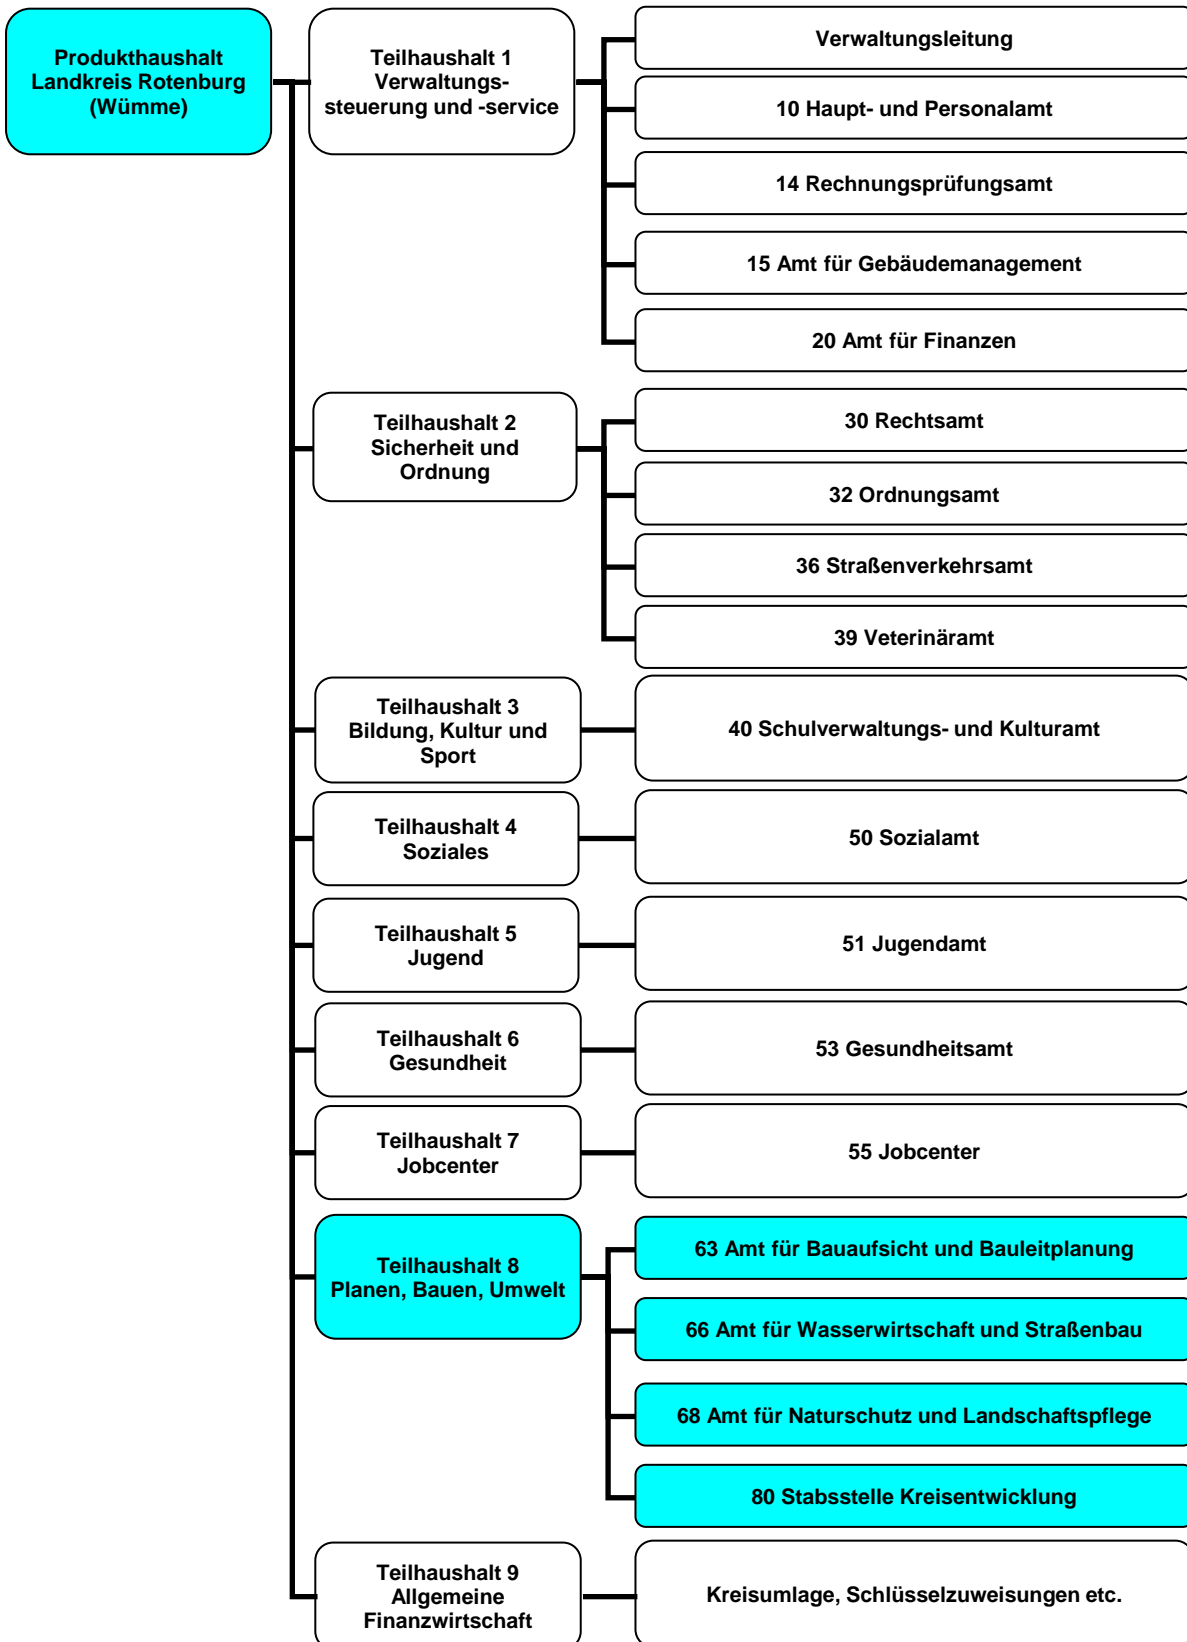 Produkthaushalt
Landkreis Rotenburg
(Wümme)
Teilhaushalt 1
Verwaltungs-
steuerung und -service
Verwaltungsleitung
10 Haupt- und Personalamt
14 Rechnungsprüfungsamt
15 Amt für Gebäudemanagement
20 Amt für Finanzen
Teilhaushalt 2
Sicherheit und
Ordnung
30 Rechtsamt
32 Ordnungsamt
36 Straßenverkehrsamt
39 Veterinäramt
Teilhaushalt 3
Bildung, Kultur und
Sport
40 Schulverwaltungs- und Kulturamt
Teilhaushalt 4
Soziales
50 Sozialamt
Teilhaushalt 5
Jugend
51 Jugendamt
Teilhaushalt 6
Gesundheit
53 Gesundheitsamt
Teilhaushalt 7
Jobcenter
55 Jobcenter
Teilhaushalt 8
Planen, Bauen, Umwelt
63 Amt für Bauaufsicht und Bauleitplanung
66 Amt für Wasserwirtschaft und Straßenbau
68 Amt für Naturschutz und Landschaftspflege
80 Stabsstelle Kreisentwicklung
Teilhaushalt 9
Allgemeine
Finanzwirtschaft
Kreisumlage, Schlüsselzuweisungen etc.